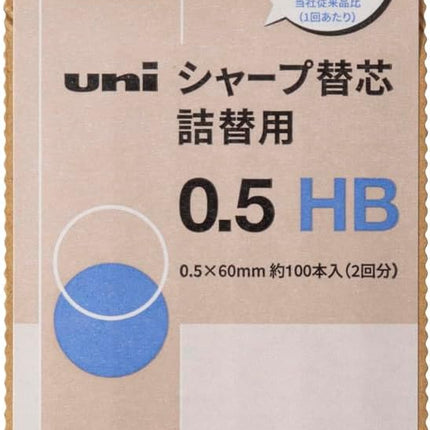 当社従来品比
(1回あたり)
uni シャープ替芯
詰替用
0.5 HB
0.5×60mm 約100本入(2回分)